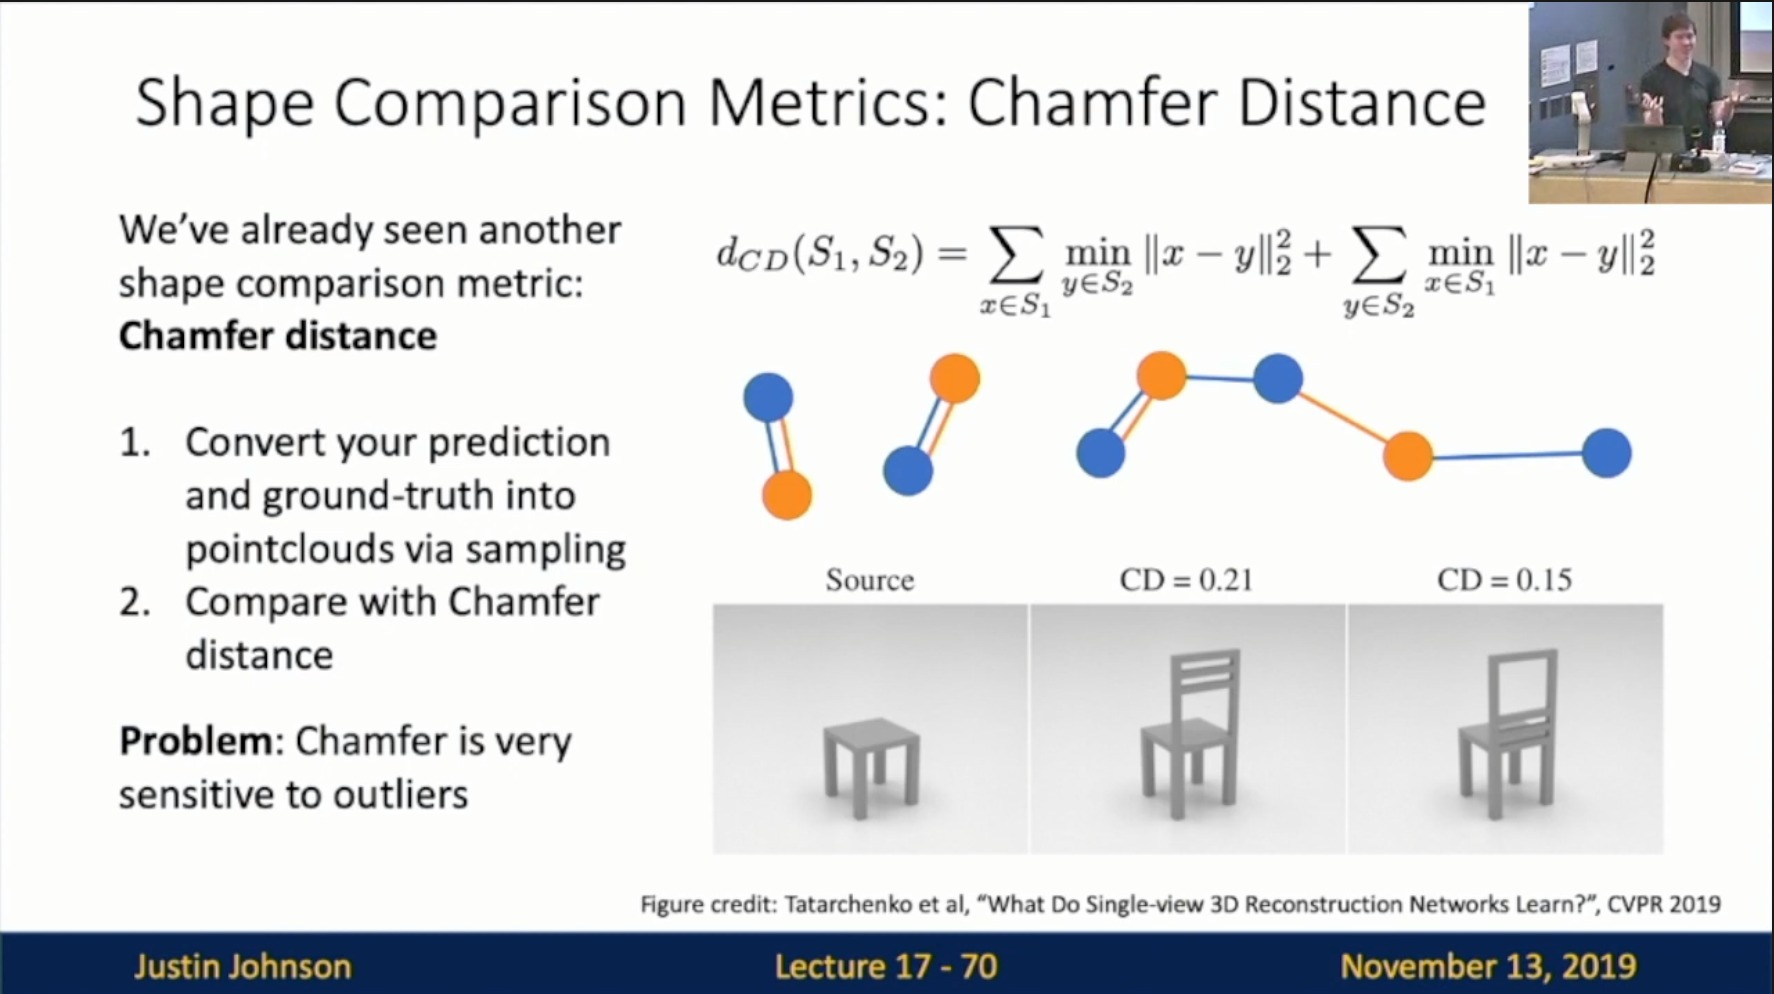 Shape Comparison Metrics: Chamfer Distance
We've already seen another
shape comparison metric:
Chamfer distance
1. Convert your prediction
and ground-truth into
pointclouds via sampling
2. Compare with Chamfer
distance
Problem: Chamfer is very
sensitive to outliers
d_{CD}(S_1, S_2) = \sum_{x∈S_1} \min_{y∈S_2} ‖x − y‖_2^2 + \sum_{y∈S_2} \min_{x∈S_1} ‖x − y‖_2^2
Source CD = 0.21 CD = 0.15
Figure credit: Tatarchenko et al, “What Do Single-view 3D Reconstruction Networks Learn?”, CVPR 2019
Justin Johnson Lecture 17 - 70 November 13, 2019